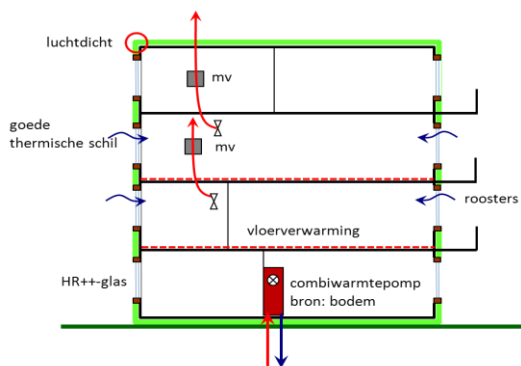 luchtdicht
mv
goede
thermische schil
mv
roosters
vloerverwarming
HR++-glas
combiwarmtepomp
bron: bodem